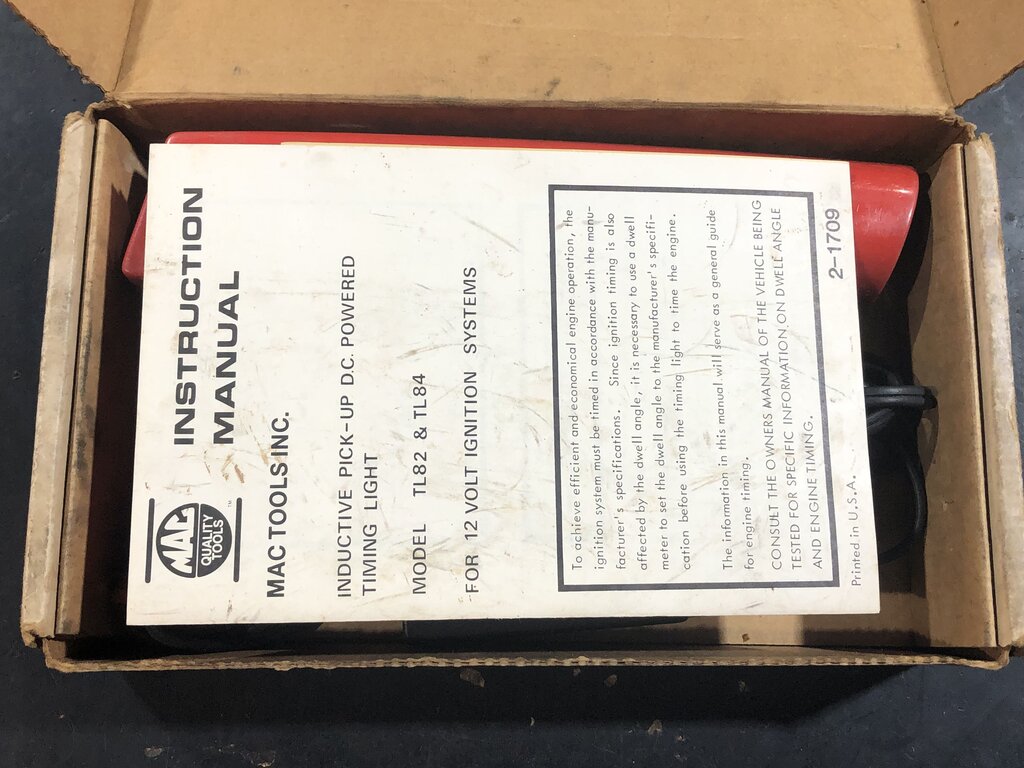 MAC
QUALITY
TOOLS
TM
INSTRUCTION
MANUAL
MAC TOOLS INC.
INDUCTIVE PICK-UP D.C. POWERED
TIMING LIGHT
MODEL TL82 & TL84
FOR 12 VOLT IGNITION SYSTEMS
To achieve efficient and economical engine operation, the
ignition system must be timed in accordance with the manu-
facturer's specifications. Since ignition timing is also
affected by the dwell angle, it is necessary to use a dwell
meter to set the dwell angle to the manufacturer's specifi-
cation before using the timing light to time the engine.
The information in this manual will serve as a general guide
for engine timing.
CONSULT THE OWNERS MANUAL OF THE VEHICLE BEING
TESTED FOR SPECIFIC INFORMATION ON DWELL ANGLE
AND ENGINE TIMING.
Printed in U.S.A.
2-1709